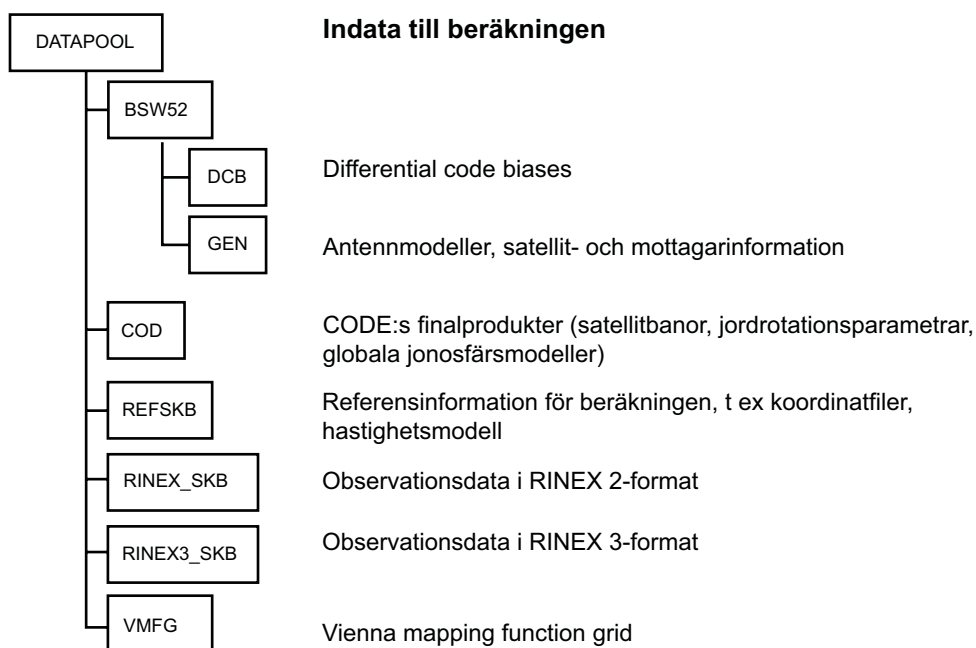 DATAPOOL
Indata till beräkningen
BSW52
DCB
Differential code biases
GEN
Antennmodeller, satellit- och mottagarinformation
COD
CODE:s finalprodukter (satellitbanor, jordrotationsparametrar,
globala jonosfärsmodeller)
REFSKB
Referensinformation för beräkningen, t ex koordinatfiler,
hastighetsmodell
RINEX_SKB
Observationsdata i RINEX 2-format
RINEX3_SKB
Observationsdata i RINEX 3-format
VMFG
Vienna mapping function grid